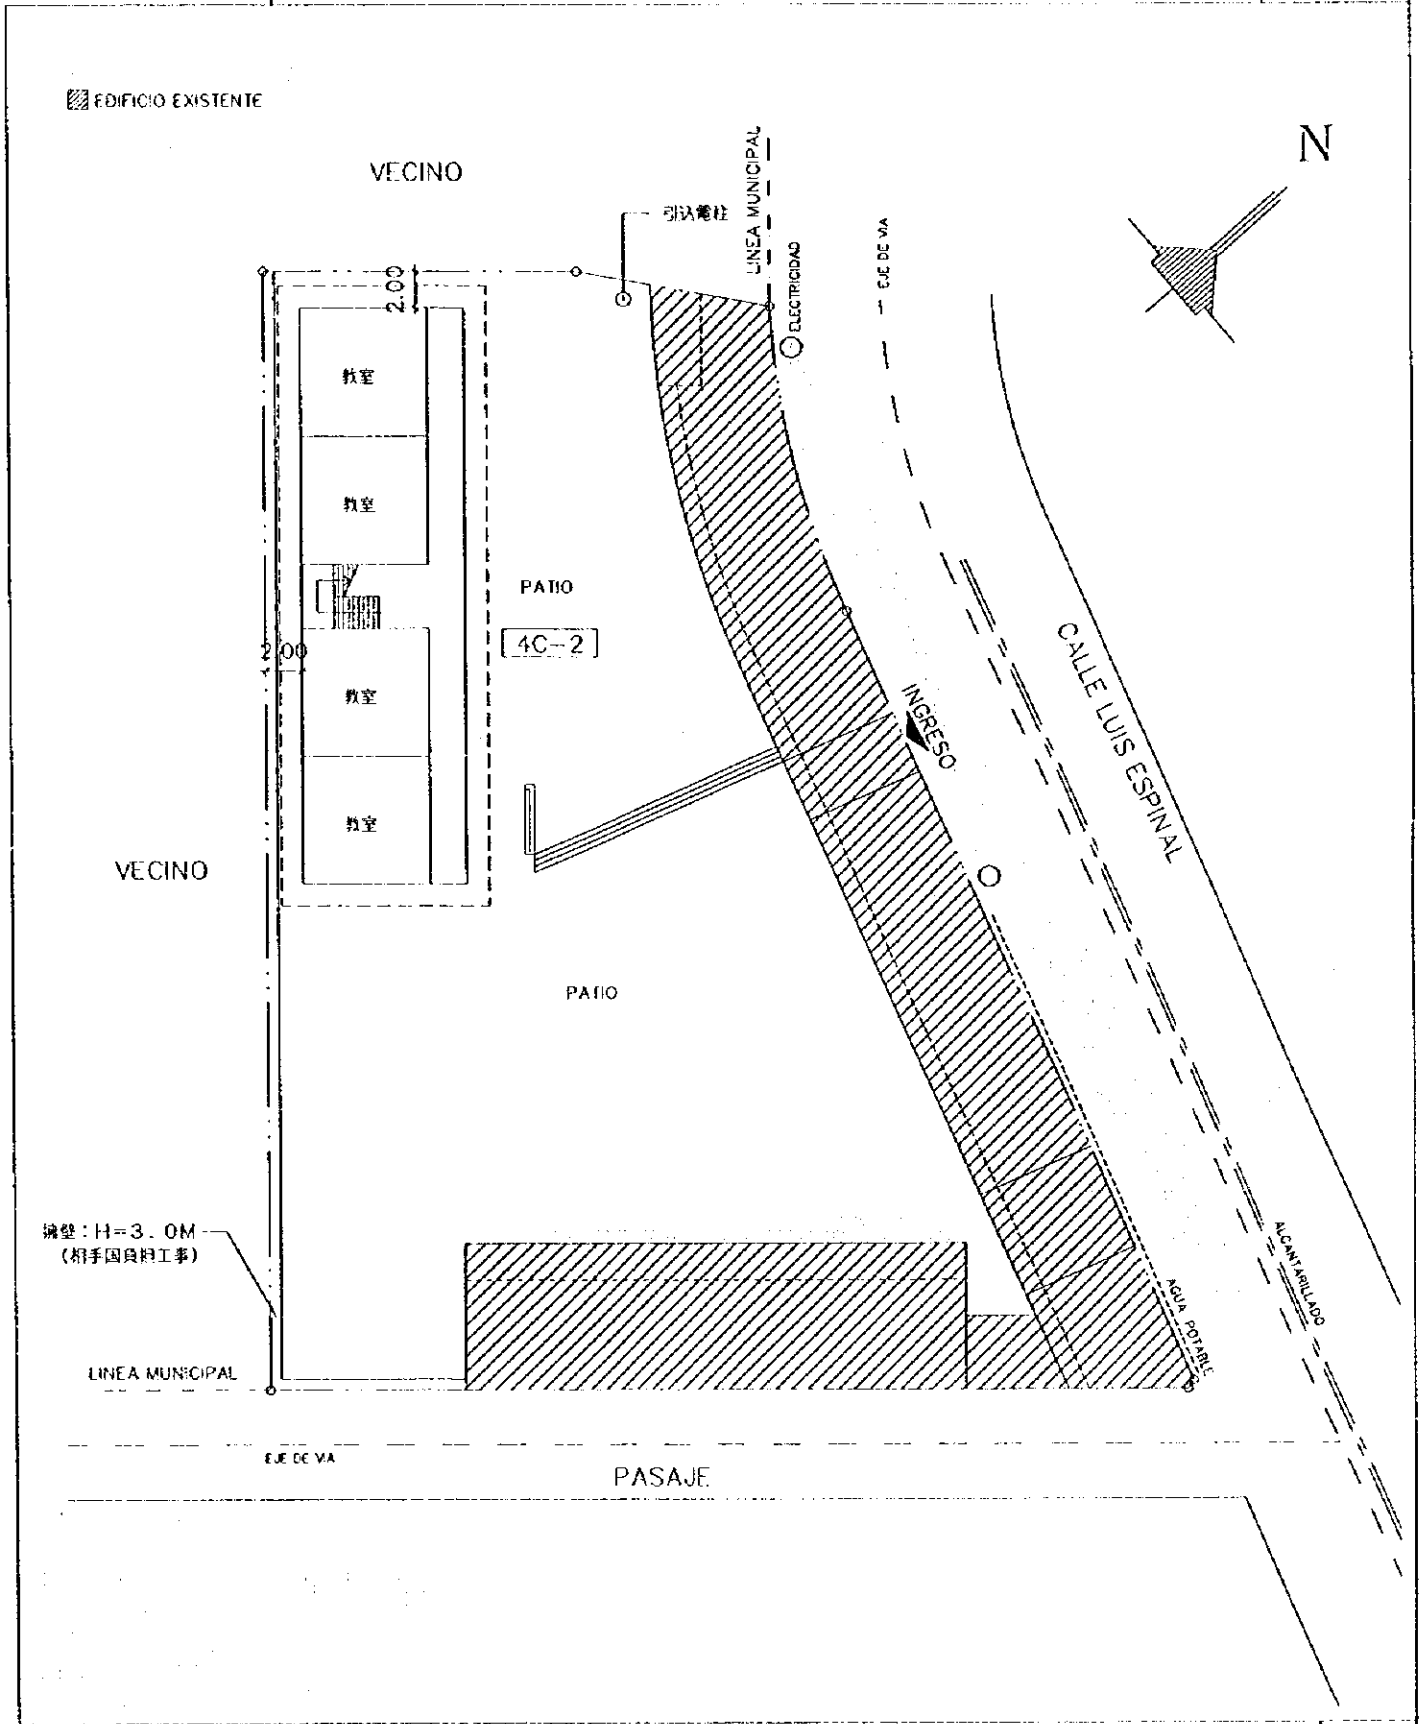 EDIFICIO EXISTENTE
VECINO
N
LINEA MUNICIPAL
引込電柱
EJE DE VIA
ELECTRICIDAD
2.00
教室
教室
PATIO
4C-2
2.00
教室
教室
INGRESO
CALLE LUIS ESPINAL
VECINO
PATIO
擁壁：H=3.0M
(相手国負担工事)
ALCANTARILLADO
AGUA POTABLE
LINEA MUNICIPAL
EJE DE VIA
PASAJE